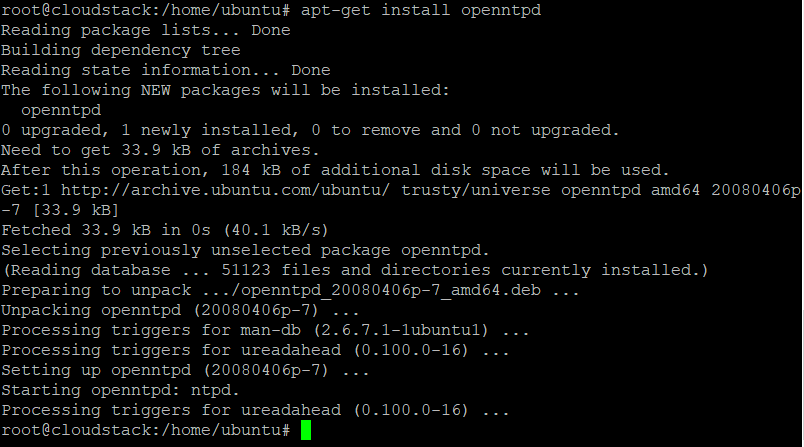 root@cloudstack:/home/ubuntu# apt-get install openntpd
Reading package lists... Done
Building dependency tree
Reading state information... Done
The following NEW packages will be installed:
  openntpd
0 upgraded, 1 newly installed, 0 to remove and 0 not upgraded.
Need to get 33.9 kB of archives.
After this operation, 184 kB of additional disk space will be used.
Get:1 http://archive.ubuntu.com/ubuntu/ trusty/universe openntpd amd64 20080406p
-7 [33.9 kB]
Fetched 33.9 kB in 0s (40.1 kB/s)
Selecting previously unselected package openntpd.
(Reading database ... 51123 files and directories currently installed.)
Preparing to unpack .../openntpd_20080406p-7_amd64.deb ...
Unpacking openntpd (20080406p-7) ...
Processing triggers for man-db (2.6.7.1-1ubuntu1) ...
Processing triggers for ureadahead (0.100.0-16) ...
Setting up openntpd (20080406p-7) ...
Starting openntpd: ntpd.
Processing triggers for ureadahead (0.100.0-16) ...
root@cloudstack:/home/ubuntu#